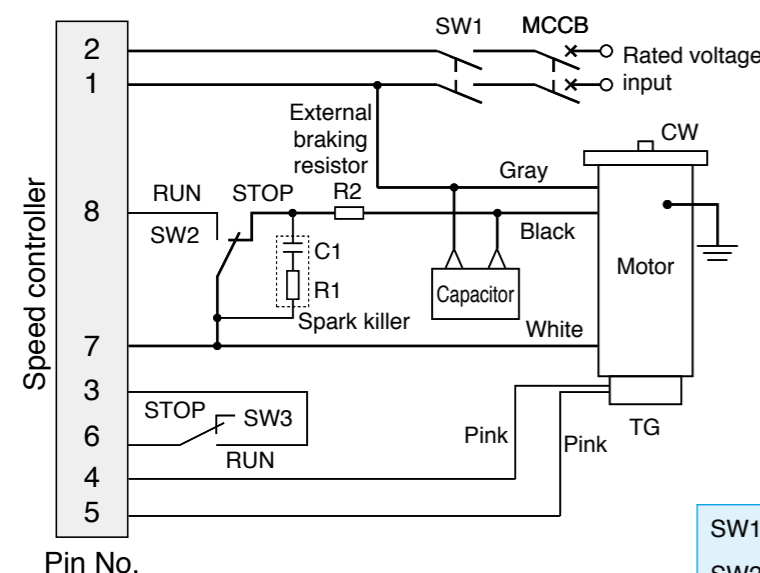 SW1
MCCB
2
Rated voltage
1
input
External
braking
resistor
CW
Gray
RUN
STOP
R2
8
SW2
Black
C1
R1
Capacitor
Motor
Spark killer
White
7
3
STOP
SW3
6
RUN
Pink
Pink
TG
4
5
Speed controller
Pin No.
SW1